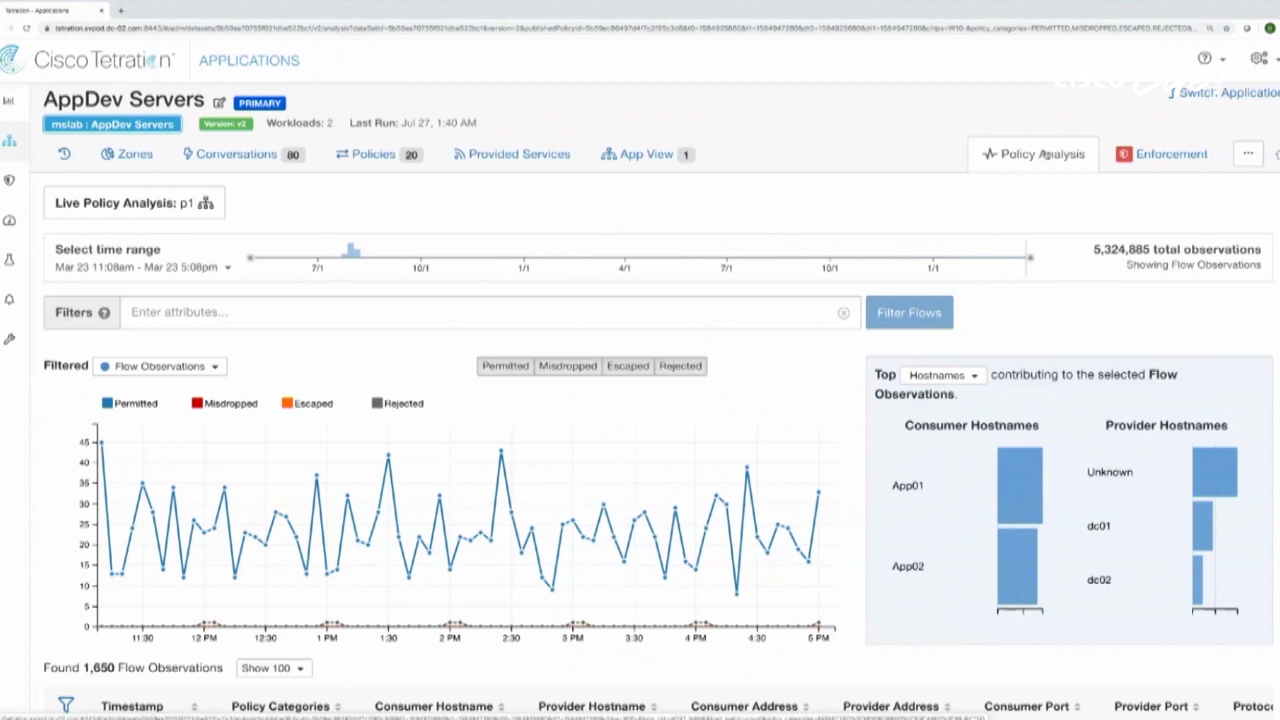 Tetration - Applications
Cisco Tetration™ APPLICATIONS
cisco Live!
Switch Application
AppDev Servers PRIMARY
mslab : AppDev Servers Version: v2 Workloads: 2 Last Run: Jul 27, 1:40 AM
Zones Conversations 80 Policies 20 Provided Services App View 1 Policy Analysis Enforcement ...
Live Policy Analysis: p1
Select time range
Mar 23 11:08am - Mar 23 5:08pm
7/1 10/1 1/1 4/1 7/1 10/1 1/1
5,324,885 total observations
Showing Flow Observations
Filters Enter attributes... Filter Flows
Filtered Flow Observations Permitted Misdropped Escaped Rejected
Permitted Misdropped Escaped Rejected
45
40
35
30
25
20
15
10
5
0
11:30 12 PM 12:30 1 PM 1:30 2 PM 2:30 3 PM 3:30 4 PM 4:30 5 PM
Top Hostnames contributing to the selected Flow
Observations.
Consumer Hostnames Provider Hostnames
App01
App02
Unknown
dc01
dc02
Found 1,650 Flow Observations Show 100
Timestamp Policy Categories Consumer Hostname Provider Hostname Consumer Address Provider Address Consumer Port Provider Port Protoco